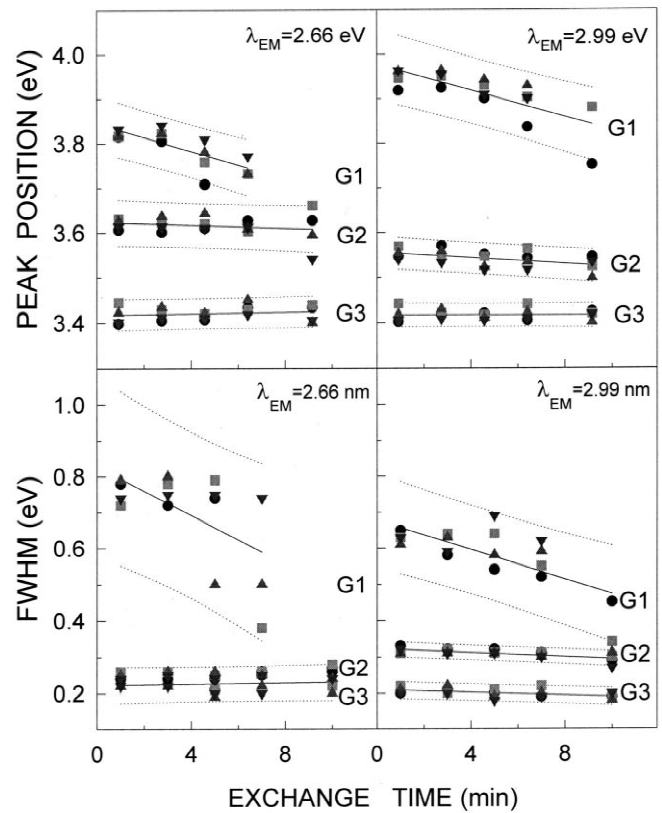 λEM=2.66 eV
λEM=2.99 eV
PEAK POSITION (eV)
4.0
3.8
3.6
3.4
G1
G2
G3
G1
G2
G3
λEM=2.66 nm
λEM=2.99 nm
FWHM (eV)
1.0
0.8
0.6
0.4
0.2
G1
G2
G3
G1
G2
G3
0 4 8 0 4 8
EXCHANGE TIME (min)